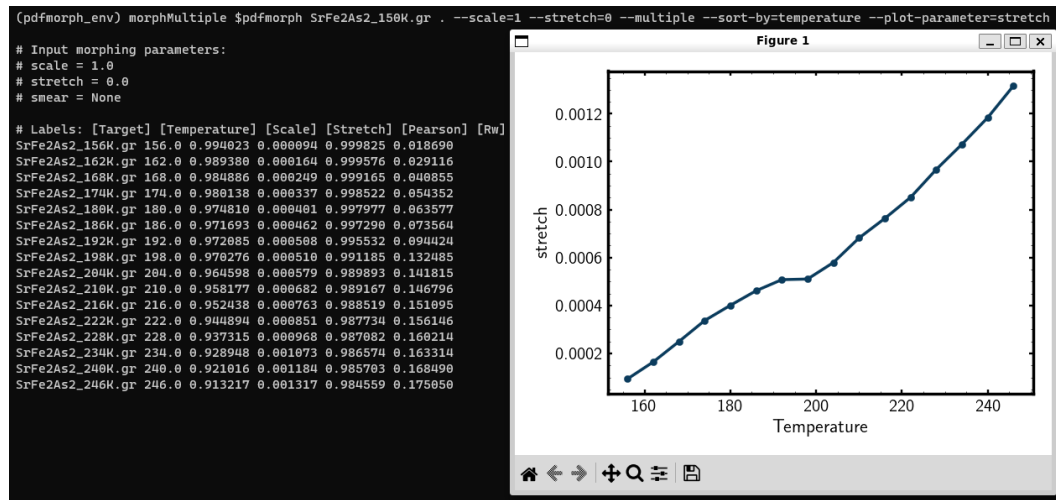 (pdfmorph_env) morphMultiple $pdfmorph SrFe2As2_150K.gr . --scale=1 --stretch=0 --multiple --sort-by=temperature --plot-parameter=stretch
# Input morphing parameters:
# scale = 1.0
# stretch = 0.0
# smear = None
# Labels: [Target] [Temperature] [Scale] [Stretch] [Pearson] [Rw]
SrFe2As2_156K.gr 156.0 0.994023 0.000094 0.999825 0.018690
SrFe2As2_162K.gr 162.0 0.989380 0.000164 0.999576 0.029116
SrFe2As2_168K.gr 168.0 0.984886 0.000249 0.999165 0.040855
SrFe2As2_174K.gr 174.0 0.980138 0.000337 0.998522 0.054352
SrFe2As2_180K.gr 180.0 0.974810 0.000401 0.997977 0.063577
SrFe2As2_186K.gr 186.0 0.971693 0.000462 0.997290 0.073564
SrFe2As2_192K.gr 192.0 0.972085 0.000508 0.995532 0.094424
SrFe2As2_198K.gr 198.0 0.970276 0.000510 0.991185 0.132485
SrFe2As2_204K.gr 204.0 0.964598 0.000579 0.989893 0.141815
SrFe2As2_210K.gr 210.0 0.958177 0.000682 0.989167 0.146796
SrFe2As2_216K.gr 216.0 0.952438 0.000763 0.988519 0.151095
SrFe2As2_222K.gr 222.0 0.944894 0.000851 0.987734 0.156146
SrFe2As2_228K.gr 228.0 0.937315 0.000968 0.987082 0.160214
SrFe2As2_234K.gr 234.0 0.928948 0.001073 0.986574 0.163314
SrFe2As2_240K.gr 240.0 0.921016 0.001184 0.985703 0.168490
SrFe2As2_246K.gr 246.0 0.913217 0.001317 0.984559 0.175050
Figure 1
0.0012
0.0010
0.0008
0.0006
0.0004
0.0002
stretch
160 180 200 220 240
Temperature